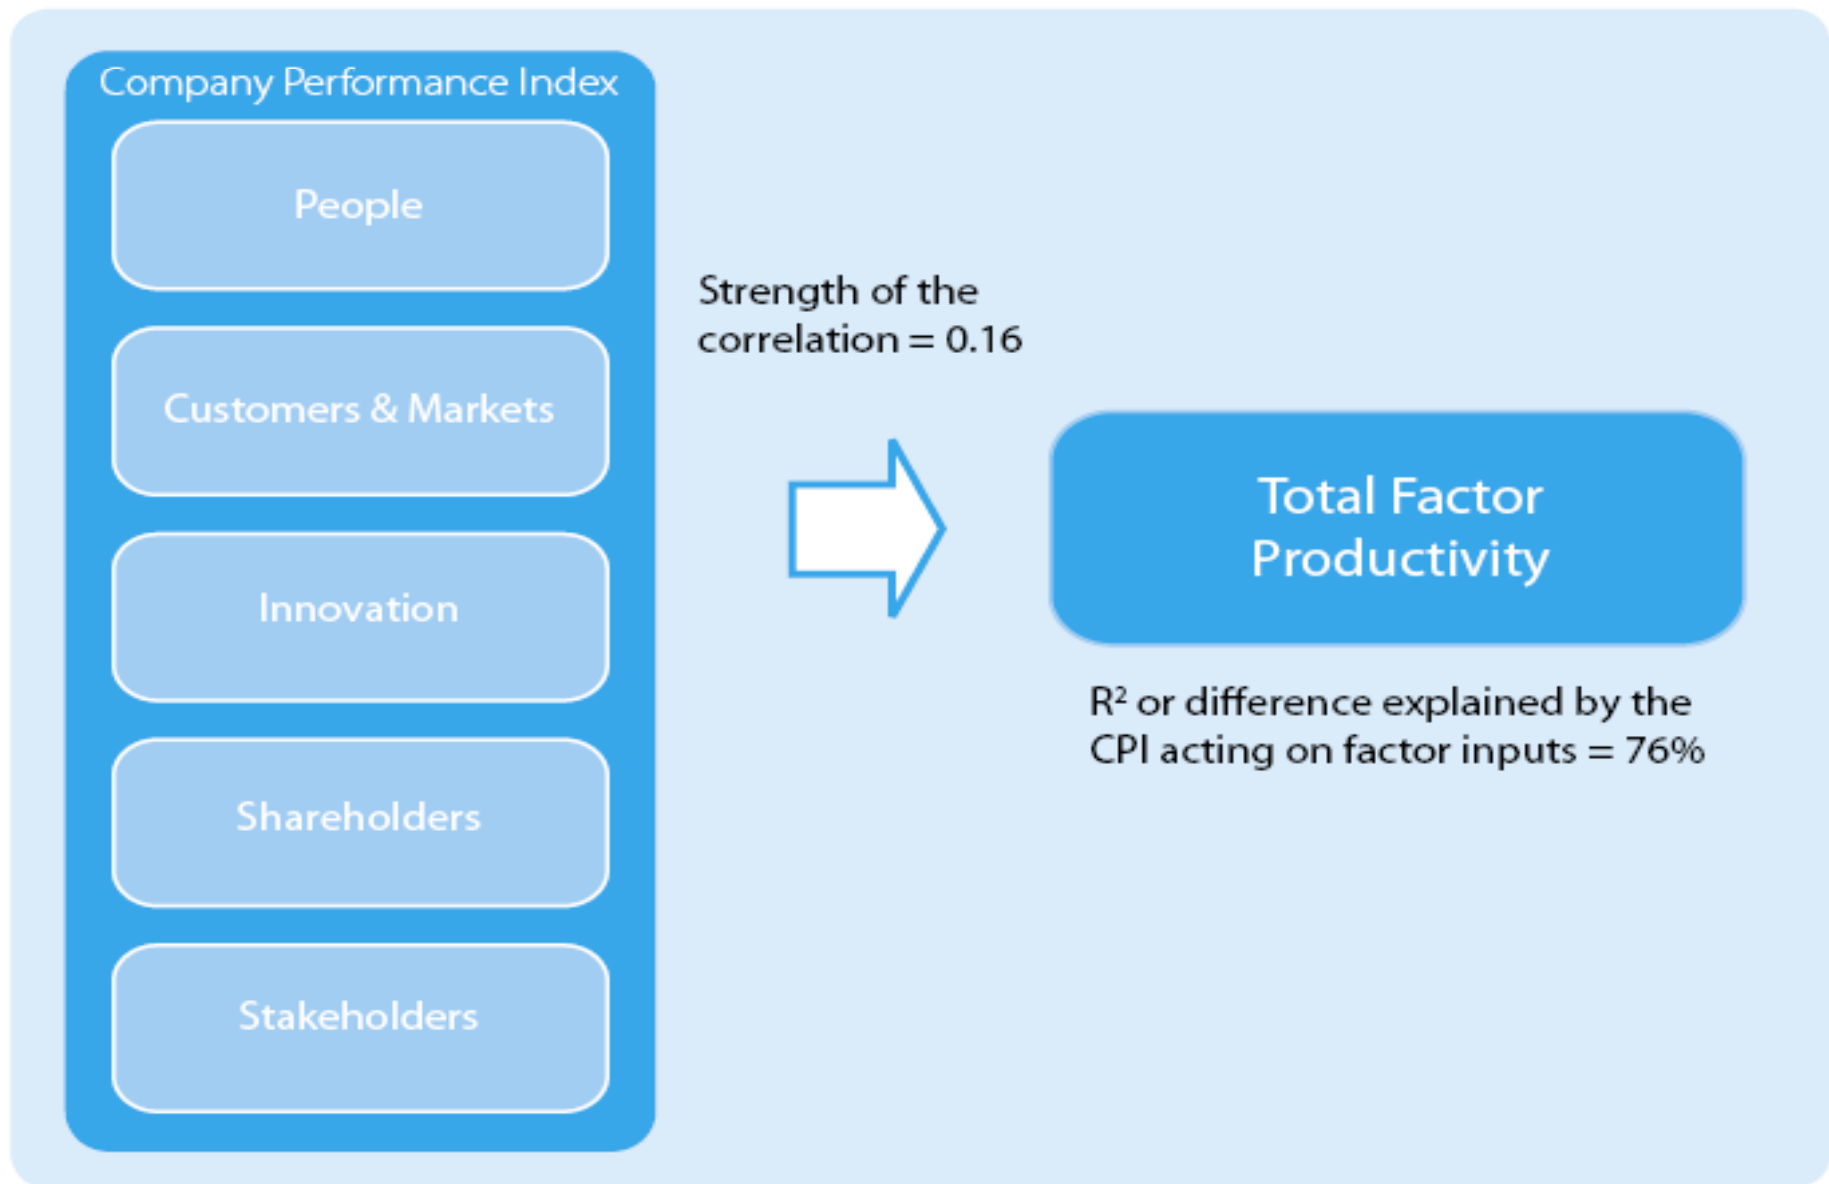 Company Performance Index
People
Customers & Markets
Innovation
Shareholders
Stakeholders
Strength of the
correlation = 0.16
Total Factor
Productivity
R² or difference explained by the
CPI acting on factor inputs = 76%